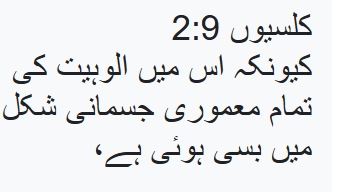 کلسیوں 2:9
کیونکہ اس میں الوہیت کی
تمام معموری جسمانی شکل
میں بسی ہوئی ہے،